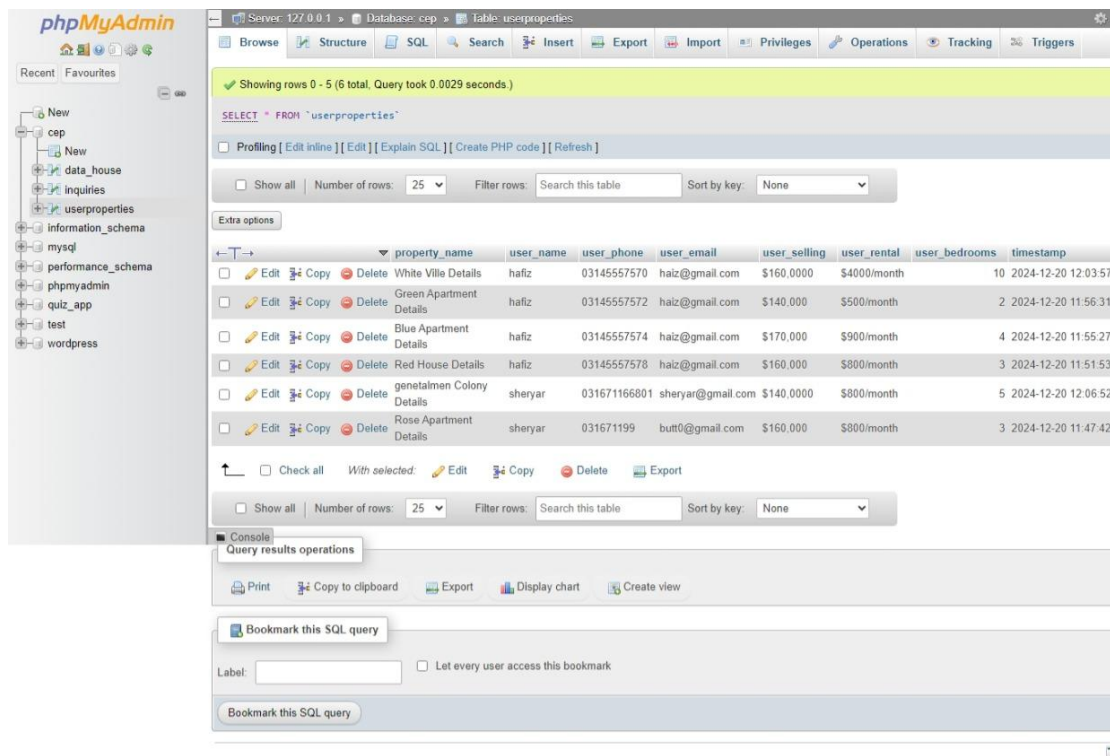 phpMyAdmin
Recent Favourites
New
cep
New
data_house
inquiries
userproperties
information_schema
mysql
performance_schema
phpmyadmin
quiz_app
test
wordpress
Server: 127.0.0.1 » Database: cep » Table: userproperties
Browse Structure SQL Search Insert Export Import Privileges Operations Tracking Triggers
Showing rows 0 - 5 (6 total, Query took 0.0029 seconds.)
SELECT * FROM `userproperties`
Profiling [ Edit inline ] [ Edit ] [ Explain SQL ] [ Create PHP code ] [ Refresh ]
Show all Number of rows: 25 Filter rows: Search this table Sort by key: None
Extra options
←T→ property_name user_name user_phone user_email user_selling user_rental user_bedrooms timestamp
Edit Copy Delete White Ville Details hafiz 03145557570 haiz@gmail.com $160,0000 $4000/month 10 2024-12-20 12:03:57
Edit Copy Delete Green Apartment Details hafiz 03145557572 haiz@gmail.com $140,000 $500/month 2 2024-12-20 11:56:31
Edit Copy Delete Blue Apartment Details hafiz 03145557574 haiz@gmail.com $170,000 $900/month 4 2024-12-20 11:55:27
Edit Copy Delete Red House Details hafiz 03145557578 haiz@gmail.com $160,000 $800/month 3 2024-12-20 11:51:53
Edit Copy Delete genetalmen Colony Details sheryar 031671166801 sheryar@gmail.com $140,0000 $800/month 5 2024-12-20 12:06:52
Edit Copy Delete Rose Apartment Details sheryar 031671199 butt0@gmail.com $160,000 $800/month 3 2024-12-20 11:47:42
Check all With selected: Edit Copy Delete Export
Show all Number of rows: 25 Filter rows: Search this table Sort by key: None
Console
Query results operations
Print Copy to clipboard Export Display chart Create view
Bookmark this SQL query
Label: Let every user access this bookmark
Bookmark this SQL query